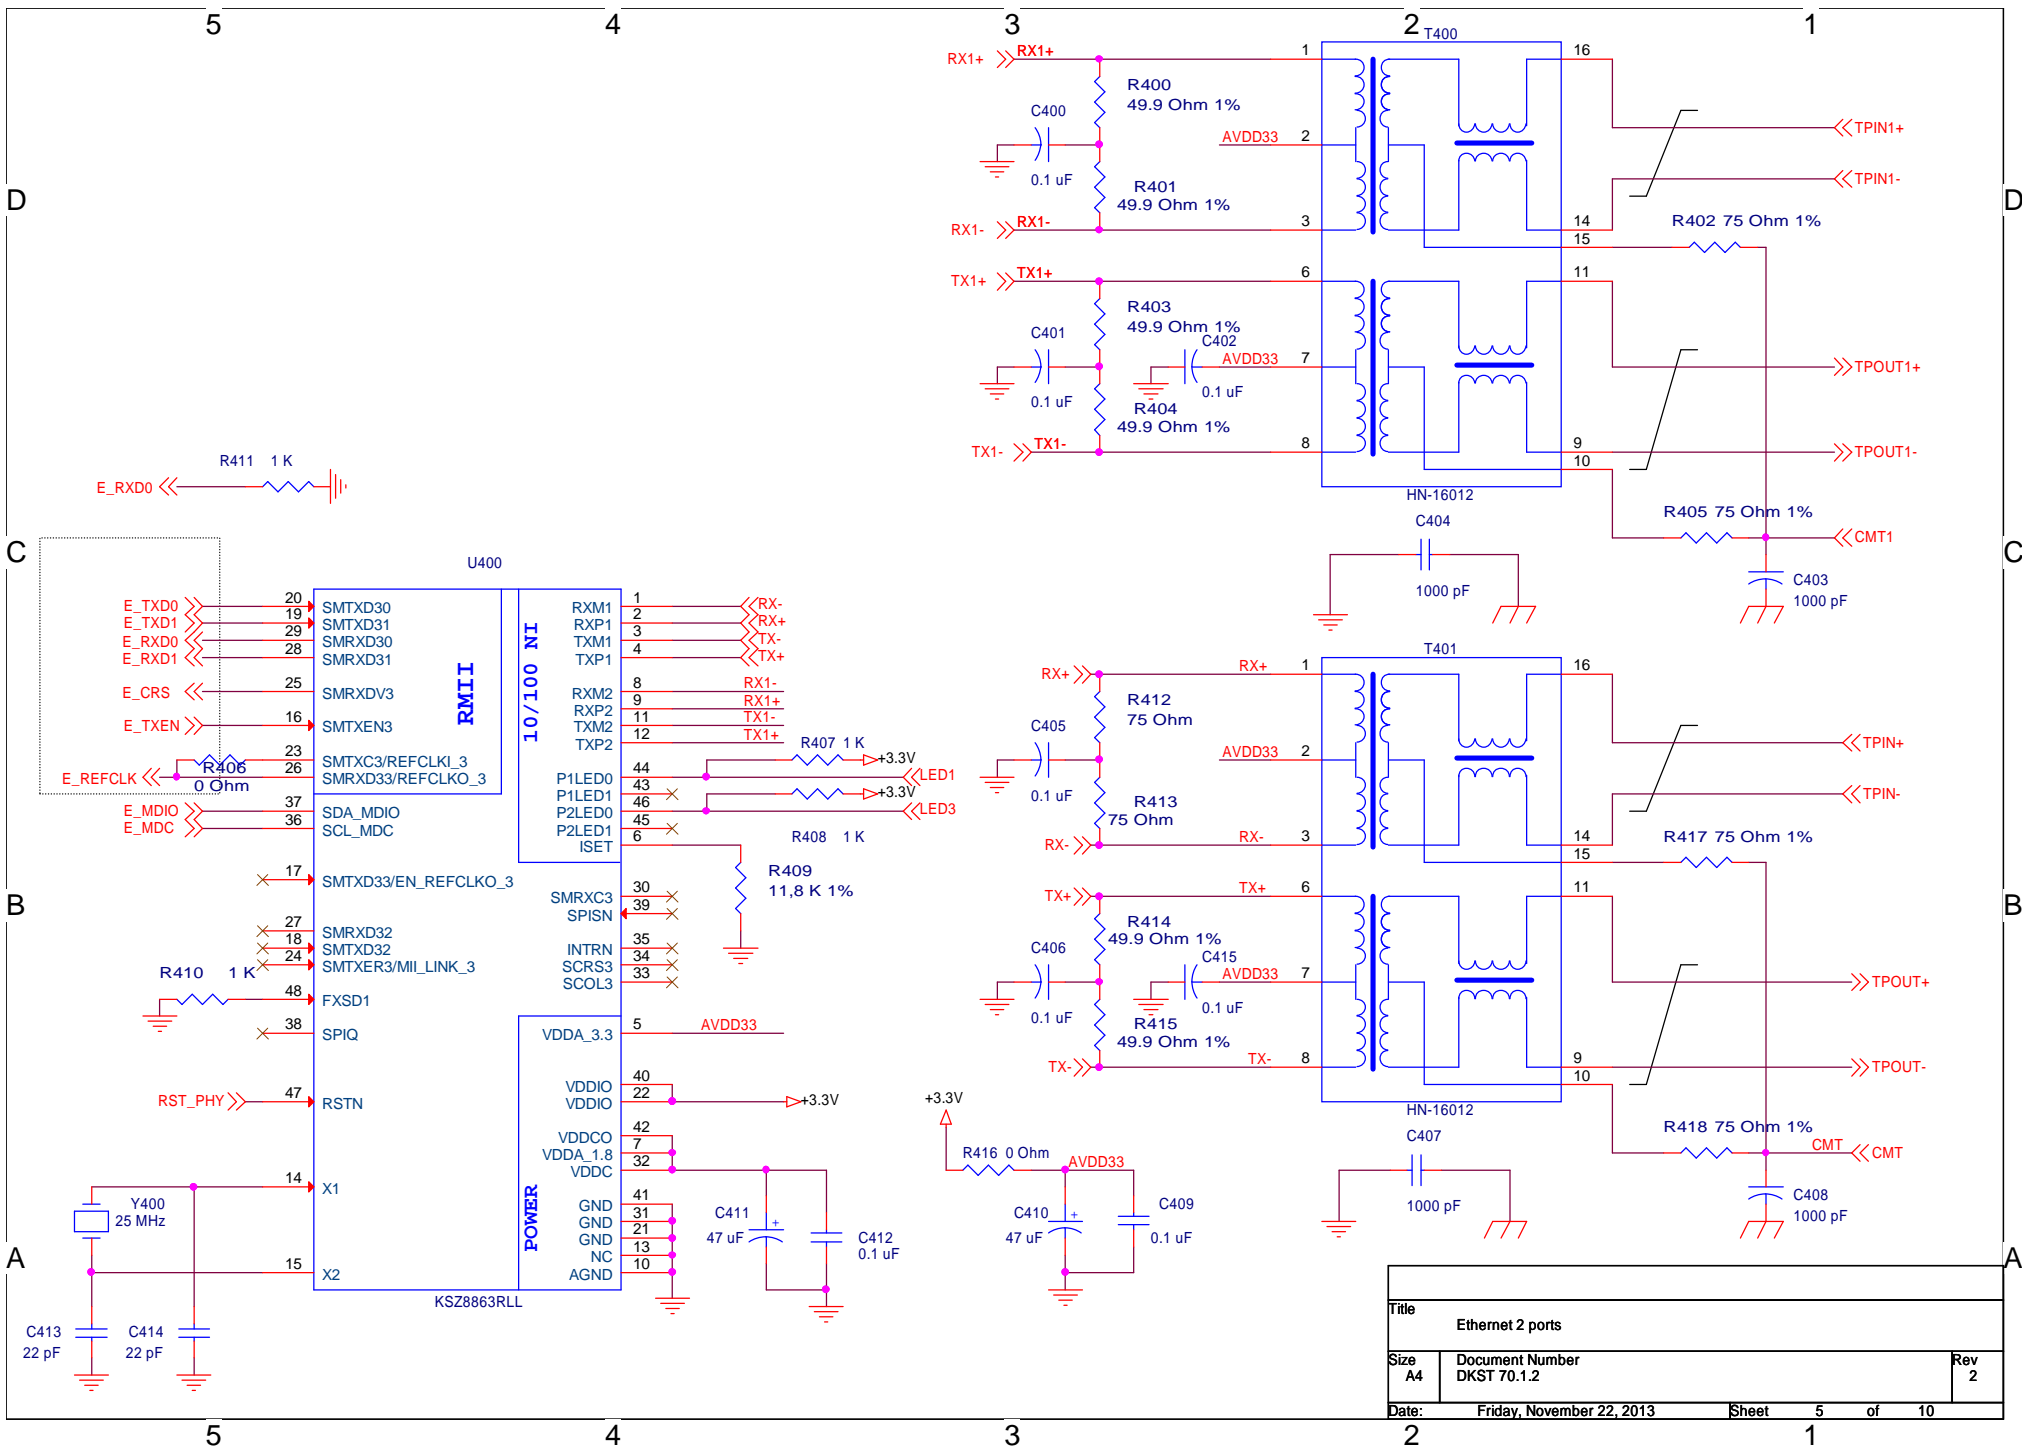 5 4 3 2 1
T400
RX1+ RX1+ 1 16
R400
49.9 Ohm 1%
C400
0.1 uF
AVDD33 2
TPIN1+
TPIN1-
R401
49.9 Ohm 1%
RX1- RX1- 3 14
15
R402 75 Ohm 1%
D D
TX1+ TX1+ 6 11
R403
49.9 Ohm 1%
C401
0.1 uF
C402
0.1 uF
AVDD33 7
TPOUT1+
R404
49.9 Ohm 1%
TX1- TX1- 8 9
10
TPOUT1-
HN-16012
R405 75 Ohm 1%
CMT1
C403
1000 pF
C404
1000 pF
R411 1 K
E_RXD0
C C
U400
E_TXD0 20 SMTXD30
E_TXD1 19 SMTXD31
E_RXD0 29 SMRXD30
E_RXD1 28 SMRXD31
E_CRS 25 SMRXDV3
E_TXEN 16 SMTXEN3
23 SMTXC3/REFCLKI_3
R406
0 Ohm
E_REFCLK 26 SMRXD33/REFCLKO_3
E_MDIO 37 SDA_MDIO
E_MDC 36 SCL_MDC
17 SMTXD33/EN_REFCLKO_3
27 SMRXD32
18 SMTXD32
24 SMTXER3/MII_LINK_3
R410 1 K
48 FXSD1
38 SPIQ
RST_PHY 47 RSTN
14 X1
15 X2
Y400
25 MHz
C413
22 pF
C414
22 pF
RMII
10/100 NI
POWER
RXM1 1 RX-
RXP1 2 RX+
TXM1 3 TX-
TXP1 4 TX+
RXM2 8 RX1-
RXP2 9 RX1+
TXM2 11 TX1-
TXP2 12 TX1+
R407 1 K
+3.3V
P1LED0 44 LED1
P1LED1 43
+3.3V
P2LED0 46 LED3
P2LED1 45
R408 1 K
ISET 6
R409
11,8 K 1%
SMRXC3 30
SPISN 39
INTRN 35
SCRS3 34
SCOL3 33
VDDA_3.3 5 AVDD33
VDDIO 40
VDDIO 22 +3.3V
VDDCO 42
VDDA_1.8 7
VDDC 32
GND 41
GND 31
GND 21
NC 13
AGND 10
KSZ8863RLL
C411
47 uF
+
C412
0.1 uF
+3.3V
R416 0 Ohm
AVDD33
C410
47 uF
+
C409
0.1 uF
T401
RX+ RX+ 1 16
R412
75 Ohm
C405
0.1 uF
AVDD33 2
TPIN+
TPIN-
R413
75 Ohm
RX- RX- 3 14
15
R417 75 Ohm 1%
B B
TX+ TX+ 6 11
R414
49.9 Ohm 1%
C406
0.1 uF
C415
0.1 uF
AVDD33 7
TPOUT+
R415
49.9 Ohm 1%
TX- TX- 8 9
10
TPOUT-
HN-16012
R418 75 Ohm 1%
CMT CMT
C407
1000 pF
C408
1000 pF
A A
Title
Ethernet 2 ports
Size Document Number Rev
A4 DKST 70.1.2 2
Date: Friday, November 22, 2013 Sheet 5 of 10
5 4 3 2 1